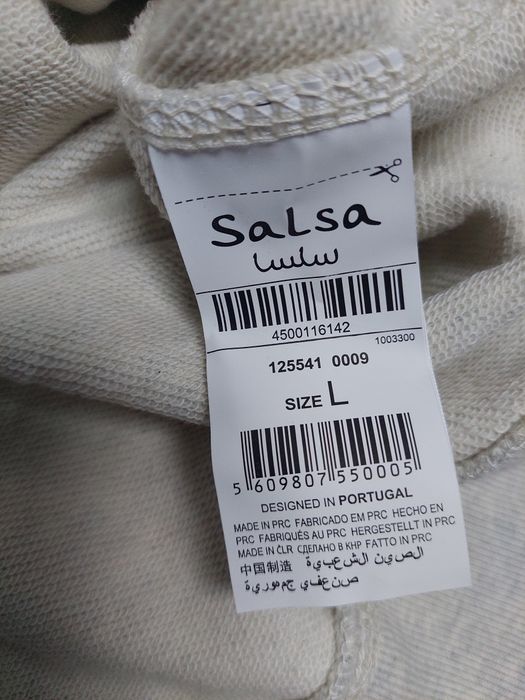 SaLsa
سلسا
4500116142
1003300
125541 0009
SIZE L
5 609807 550005
DESIGNED IN PORTUGAL
MADE IN PRC FABRICADO EM PRC HECHO EN
PRC FABRIQUÉS AU PRC HERGESTELLT IN PRC
MADE IN ČLR СДЕЛАНО В КНР FATTO IN PRC
中国制造 الصين الشعبية
صنع في جمهورية